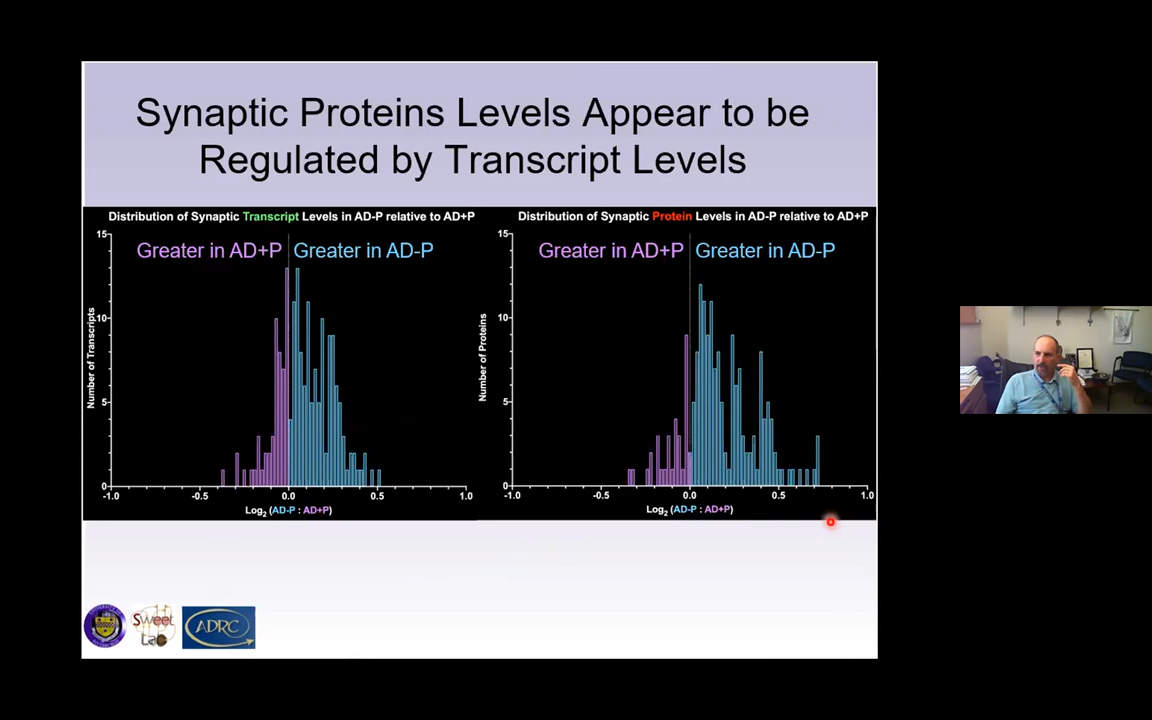 Synaptic Proteins Levels Appear to be
Regulated by Transcript Levels
Distribution of Synaptic Transcript Levels in AD-P relative to AD+P
Greater in AD+P
Greater in AD-P
Number of Transcripts
15
10
5
0
-1.0
-0.5
0.0
0.5
1.0
Log2 (AD-P : AD+P)
Distribution of Synaptic Protein Levels in AD-P relative to AD+P
Greater in AD+P
Greater in AD-P
Number of Proteins
15
10
5
0
-1.0
-0.5
0.0
0.5
1.0
Log2 (AD-P : AD+P)
Sweet
Lab
ADRC